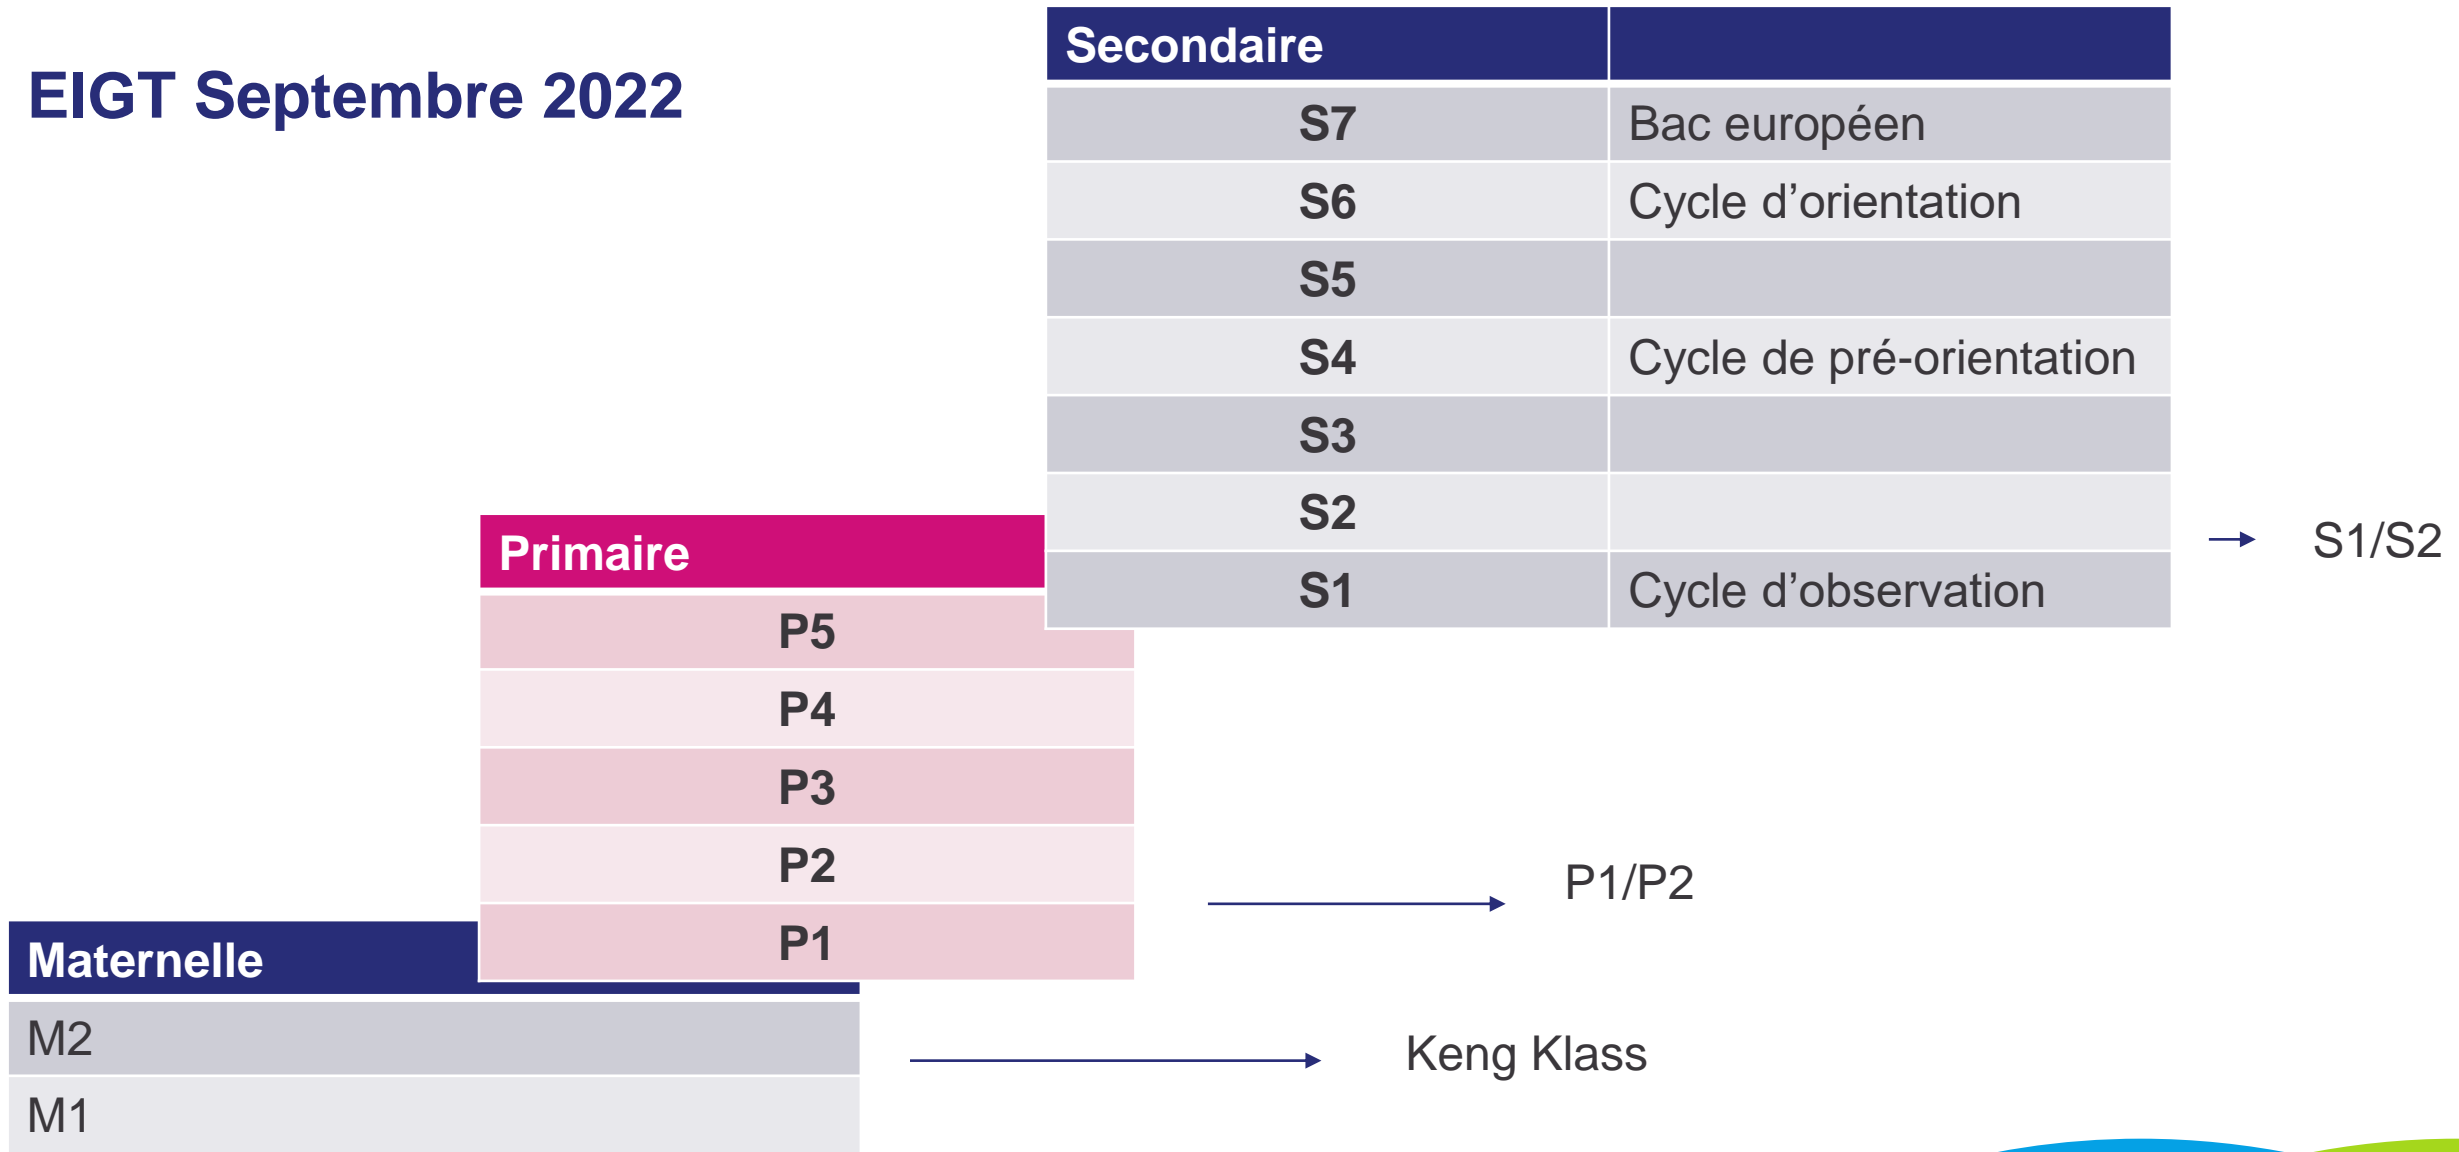 EIGT Septembre 2022
Secondaire
S7 Bac européen
S6 Cycle d’orientation
S5
S4 Cycle de pré-orientation
S3
S2
S1 Cycle d’observation
S1/S2
Primaire
P5
P4
P3
P2
P1
P1/P2
Maternelle
M2
M1
Keng Klass